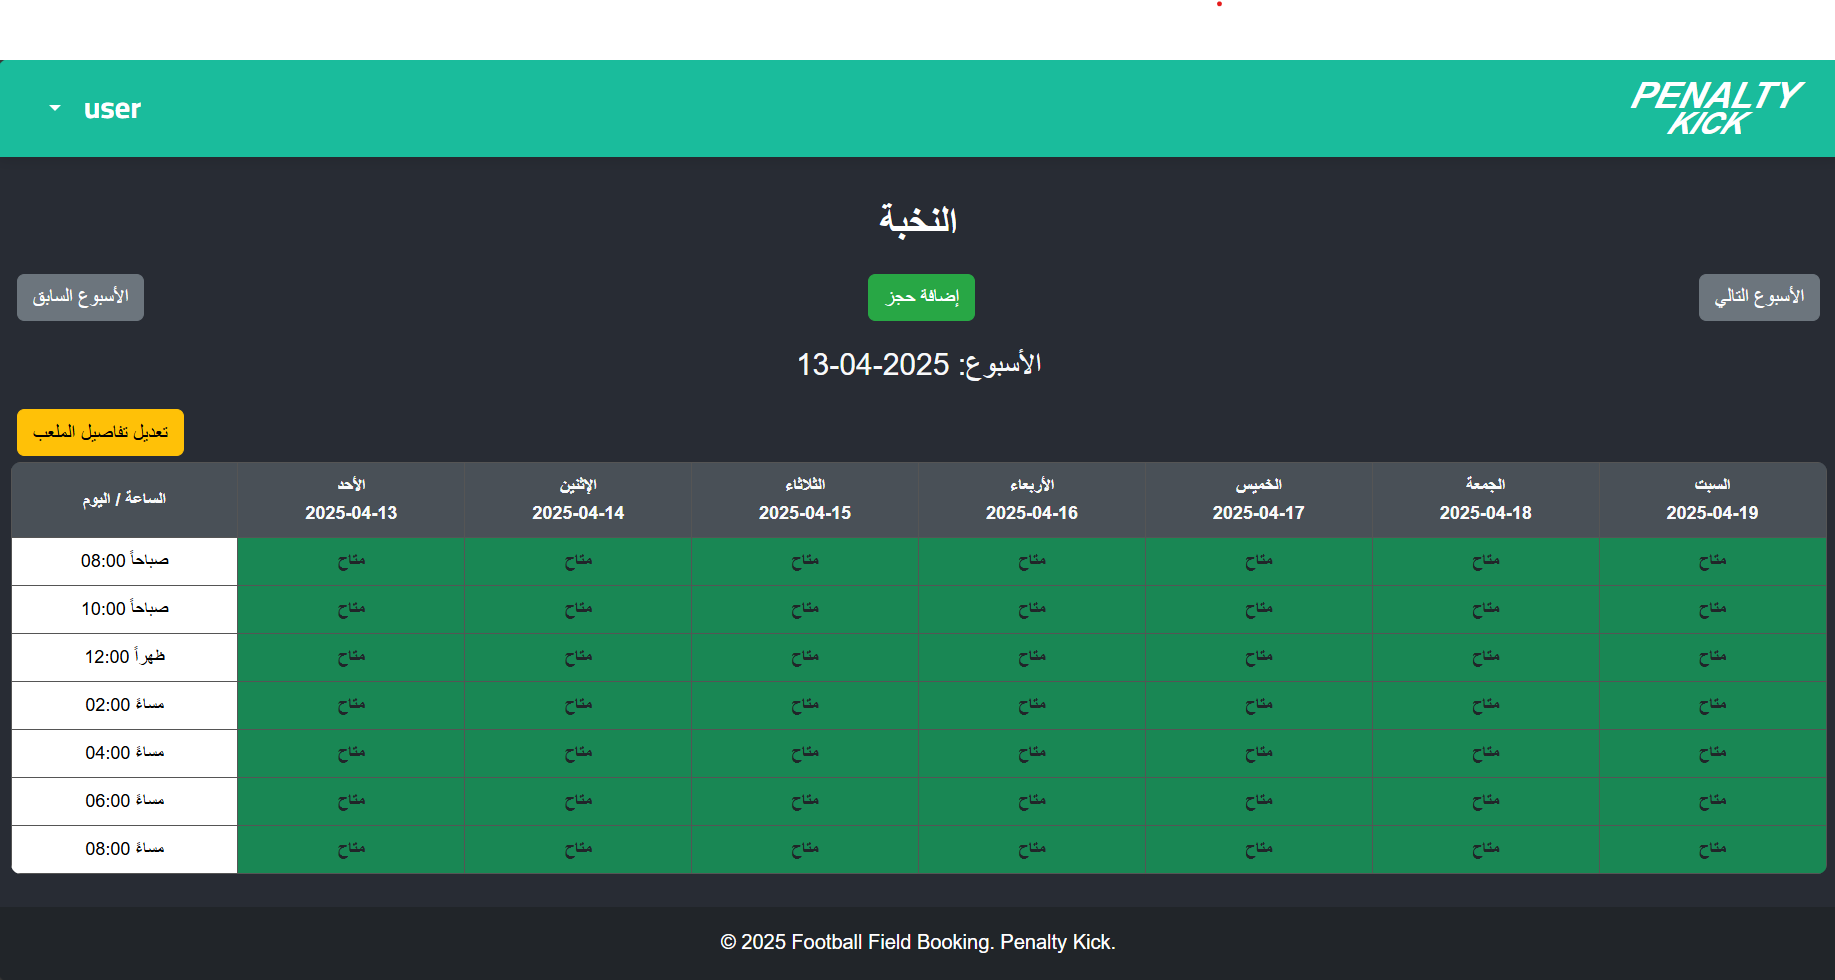 user
PENALTY
KICK
النخبة
الأسبوع السابق
إضافة حجز
الأسبوع التالي
الأسبوع: 2025-04-13
تعديل تفاصيل الملعب
الساعة / اليوم
الأحد
2025-04-13
الإثنين
2025-04-14
الثلاثاء
2025-04-15
الأربعاء
2025-04-16
الخميس
2025-04-17
الجمعة
2025-04-18
السبت
2025-04-19
08:00 صباحاً متاح متاح متاح متاح متاح متاح متاح
10:00 صباحاً متاح متاح متاح متاح متاح متاح متاح
12:00 ظهراً متاح متاح متاح متاح متاح متاح متاح
02:00 مساءً متاح متاح متاح متاح متاح متاح متاح
04:00 مساءً متاح متاح متاح متاح متاح متاح متاح
06:00 مساءً متاح متاح متاح متاح متاح متاح متاح
08:00 مساءً متاح متاح متاح متاح متاح متاح متاح
© 2025 Football Field Booking. Penalty Kick.